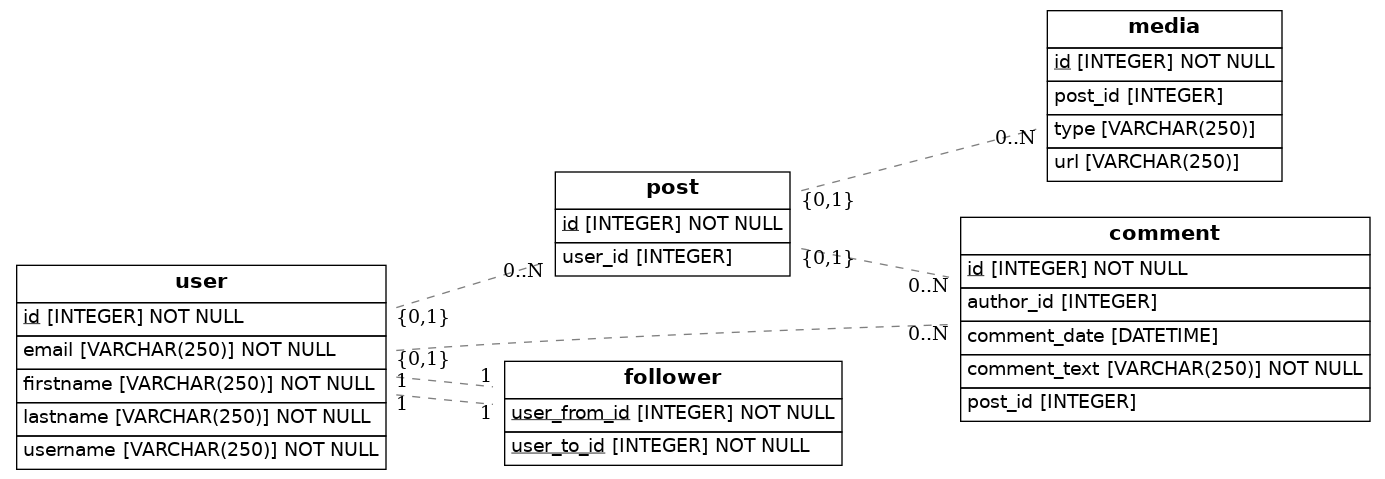 media
id [INTEGER] NOT NULL
post_id [INTEGER]
type [VARCHAR(250)]
url [VARCHAR(250)]
0..N
{0,1}
post
id [INTEGER] NOT NULL
user_id [INTEGER]
{0,1}
0..N
comment
id [INTEGER] NOT NULL
author_id [INTEGER]
comment_date [DATETIME]
comment_text [VARCHAR(250)] NOT NULL
post_id [INTEGER]
user
id [INTEGER] NOT NULL
email [VARCHAR(250)] NOT NULL
firstname [VARCHAR(250)] NOT NULL
lastname [VARCHAR(250)] NOT NULL
username [VARCHAR(250)] NOT NULL
0..N
{0,1}
0..N
{0,1}
1
1
1
1
follower
user_from_id [INTEGER] NOT NULL
user_to_id [INTEGER] NOT NULL